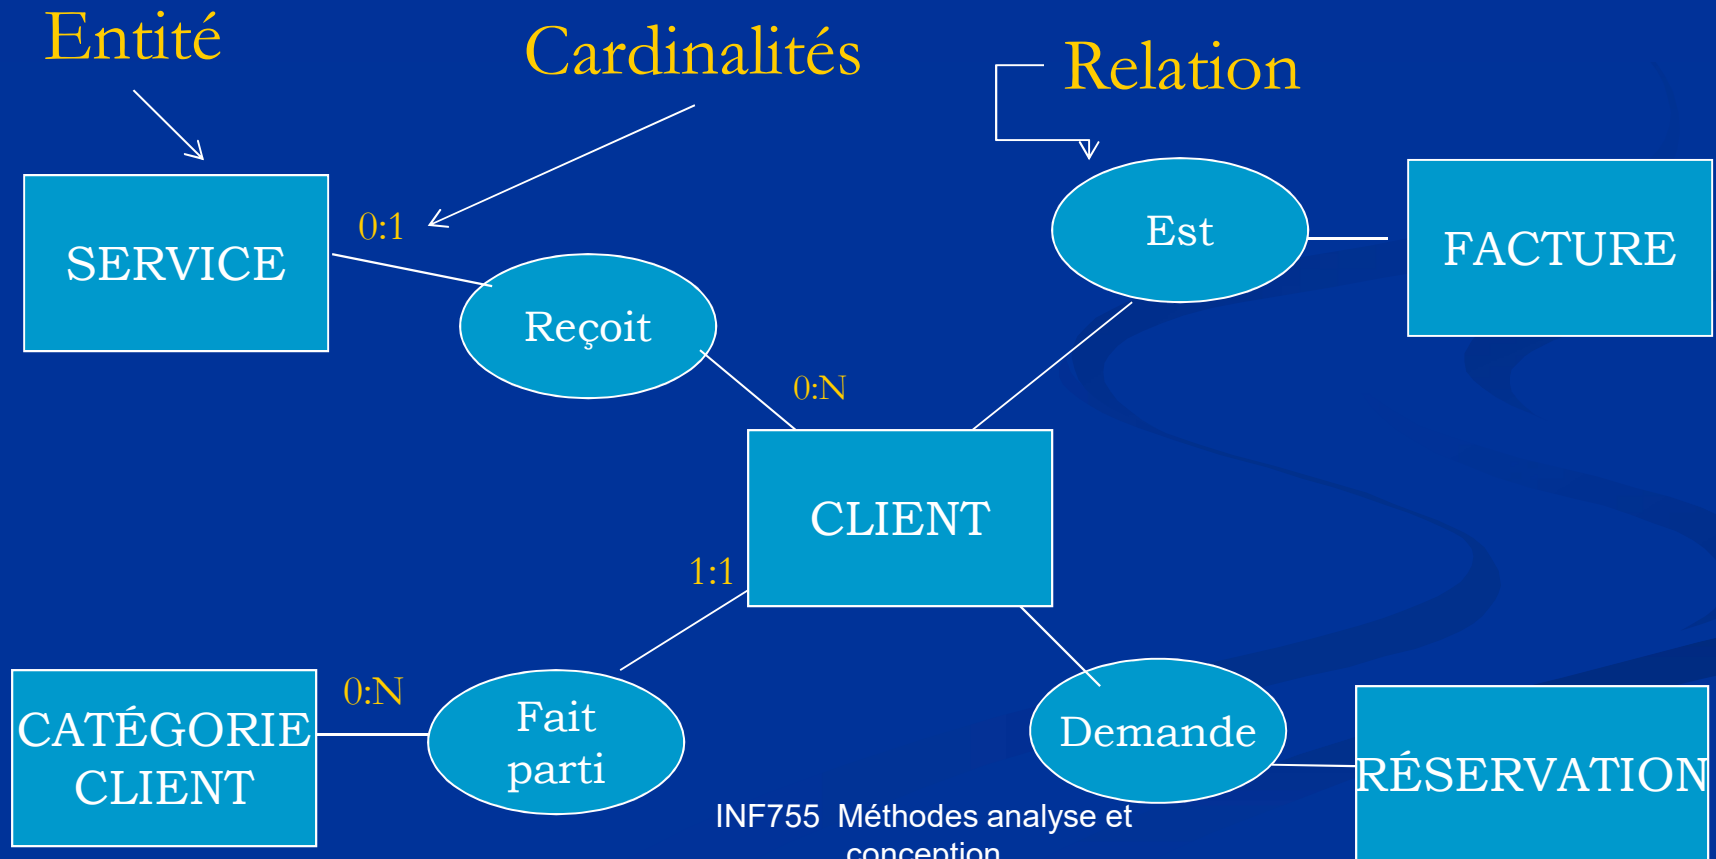 Entité
Cardinalités
Relation
SERVICE
0:1
Reçoit
Est
FACTURE
0:N
CLIENT
1:1
CATÉGORIE
CLIENT
0:N
Fait
parti
Demande
RÉSERVATION
INF755 Méthodes analyse et
conception